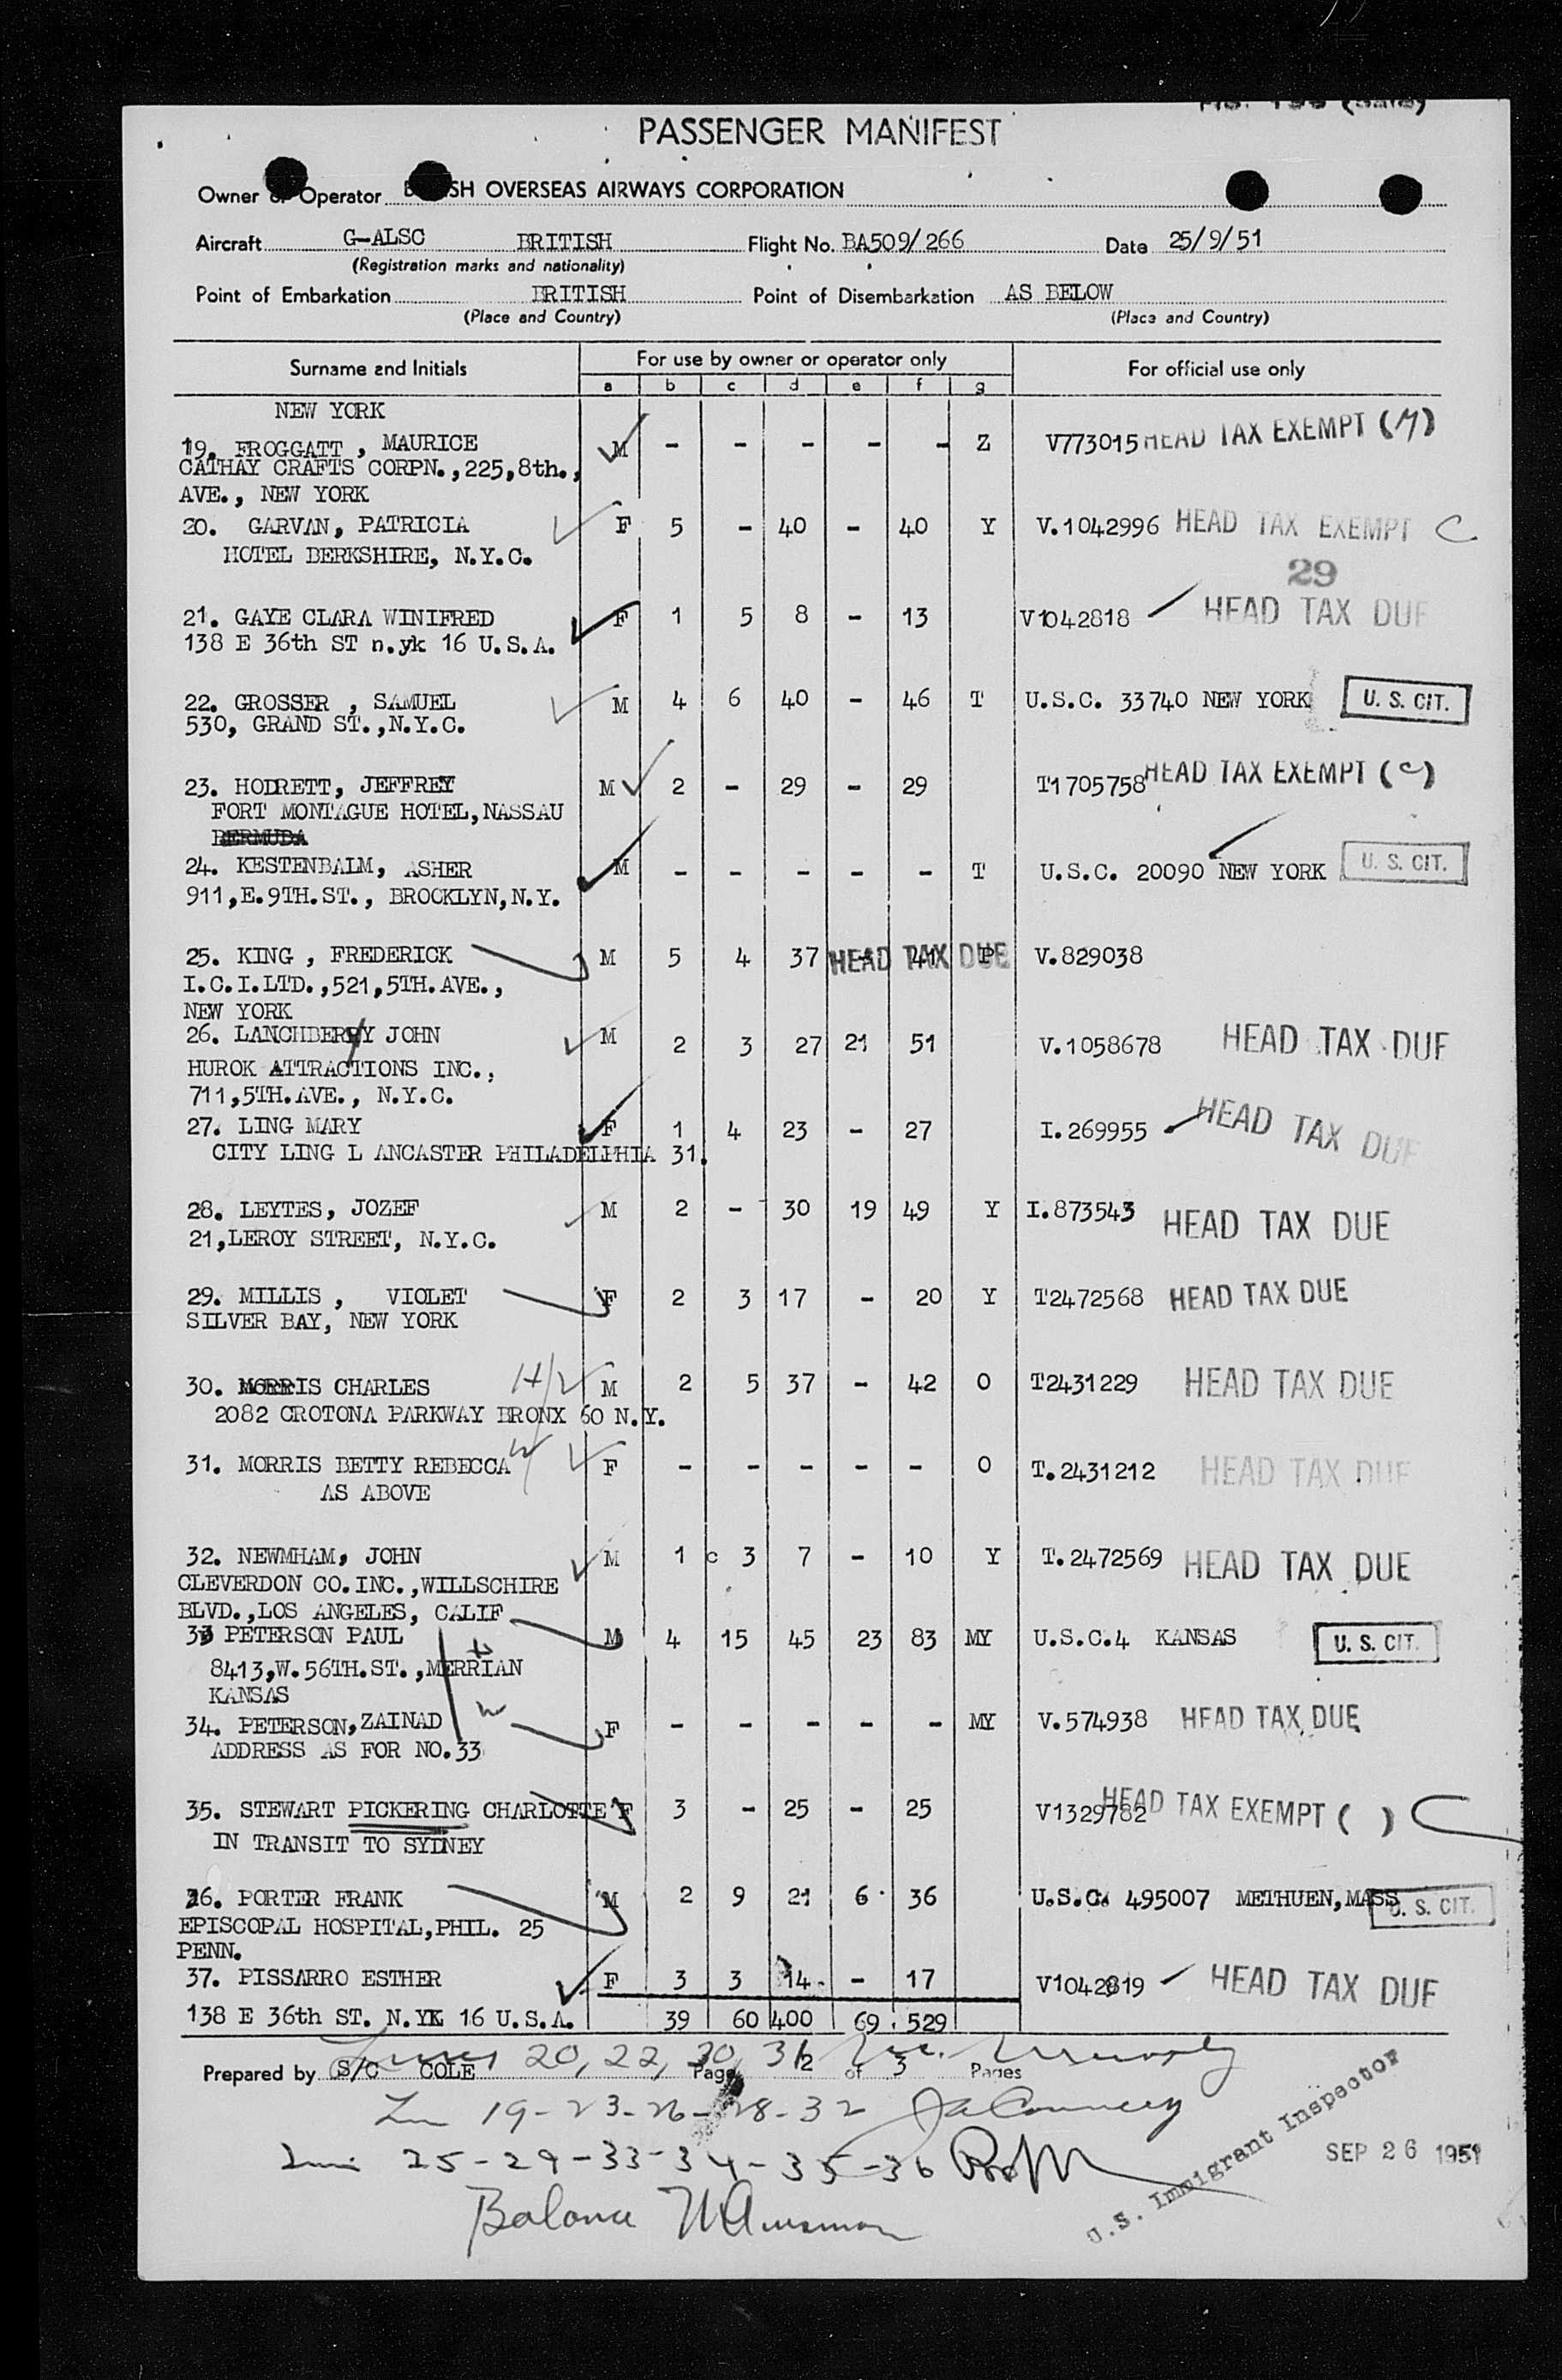 PASSENGER MANIFEST
Owner or Operator SH OVERSEAS AIRWAYS CORPORATION
Aircraft G-ALSC BRITISH Flight No. BA509/266 Date 25/9/51
(Registration marks and nationality)
Point of Embarkation BRITISH Point of Disembarkation AS BELOW
(Place and Country) (Place and Country)
Surname and Initials For use by owner or operator only For official use only
a b c d e f g
NEW YORK
19. FROGGATT, MAURICE M - - - - - Z V773015 HEAD TAX EXEMPT (M)
CATHAY CRAFTS CORPN.,225,8th.,
AVE., NEW YORK
20. GARVAN, PATRICIA F 5 - 40 - 40 Y V.1042996 HEAD TAX EXEMPT C
HOTEL BERKSHIRE, N.Y.C.
29
21. GAYE CLARA WINIFRED F 1 5 8 - 13 V1042818 HEAD TAX DUE
138 E 36th ST n.yk 16 U.S.A.
22. GROSSER , SAMUEL M 4 6 40 - 46 T U.S.C. 33740 NEW YORK U. S. CIT.
530, GRAND ST.,N.Y.C.
23. JEFFREY M 2 - 29 - 29 T1705758 HEAD TAX EXEMPT (C)
FORT MONTAGUE HOTEL,NASSAU
BERMUDA
24. KESTENBALM, ASHER M - - - - - T U.S.C. 20090 NEW YORK U. S. CIT.
911,E.9TH.ST., BROOKLYN,N.Y.
25. KING , FREDERICK M 5 4 37 - 41 P HEAD TAX DUE V.829038
I.C.I.LTD.,521,5TH.AVE.,
NEW YORK
26. LANCHBERRY JOHN M 2 3 27 21 51 V.1058678 HEAD TAX DUE
HUROK ATTRACTIONS INC.,
711,5TH.AVE., N.Y.C.
27. LING MARY F 1 4 23 - 27 I.269955 HEAD TAX DUE
CITY LING L ANCASTER PHILADELPHIA 31.
28. LEYTES, JOZEF M 2 - 30 19 49 Y I.873543 HEAD TAX DUE
21,LEROY STREET, N.Y.C.
29. MILLIS , VIOLET F 2 3 17 - 20 Y T2472568 HEAD TAX DUE
SILVER BAY, NEW YORK
30. MORRIS CHARLES M 2 5 37 - 42 O T2431229 HEAD TAX DUE
2082 CROTONA PARKWAY BRONX 60 N.Y.
31. MORRIS BETTY REBECCA W F - - - - - O T.2431212 HEAD TAX DUE
AS ABOVE
32. NEWMHAM, JOHN M 1 c 3 7 - 10 Y T.2472569 HEAD TAX DUE
CLEVERDON CO.INC.,WILLSCHIRE
BLVD.,LOS ANGELES, CALIF
33 PETERSON PAUL M 4 15 45 23 83 MY U.S.C.4 KANSAS U. S. CIT.
8413,W.56TH.ST.,MERRIAN
KANSAS
34. PETERSON,ZAINAD W F - - - - - MY V.574938 HEAD TAX DUE
ADDRESS AS FOR NO.33
35. STEWART PICKERING CHARLOTTE F 3 - 25 - 25 V1329782 HEAD TAX EXEMPT ( ) C
IN TRANSIT TO SYDNEY
36. PORTER FRANK M 2 9 21 6 36 U.S.C. 495007 METHUEN,MASS U. S. CIT.
EPISCOPAL HOSPITAL,PHIL. 25
PENN.
37. PISSARRO ESTHER F 3 3 14 - 17 V1042819 HEAD TAX DUE
138 E 36th ST. N.YK 16 U.S.A. 39 60 400 69 529
20, 22, 30, 31
Prepared by S/C COLE Page 2 of 3 Pages
19-23-26-28-32
25-29-33-34-35-36
Balance
U.S. Immigrant Inspector
SEP 26 1951